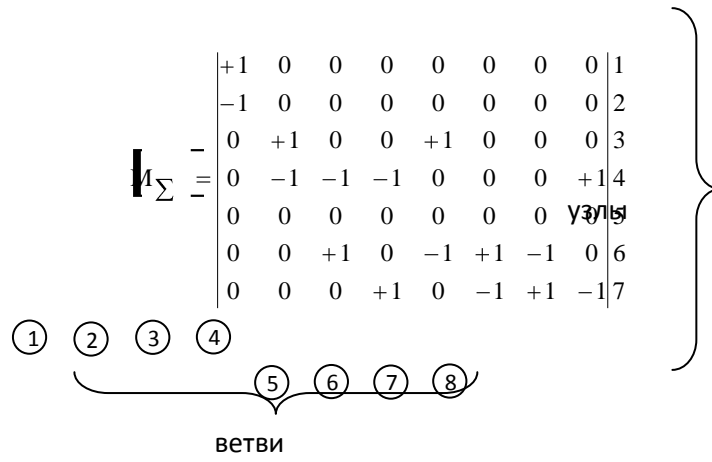 +1 0 0 0 0 0 0 0 1
−1 0 0 0 0 0 0 0 2
0 +1 0 0 +1 0 0 0 3
M∑ = 0 −1 −1 −1 0 0 0 +1 4
0 0 0 0 0 0 0 0 5
узлы
0 0 +1 0 −1 +1 −1 0 6
0 0 0 +1 0 −1 +1 −1 7
1 2 3 4
5 6 7 8
ветви